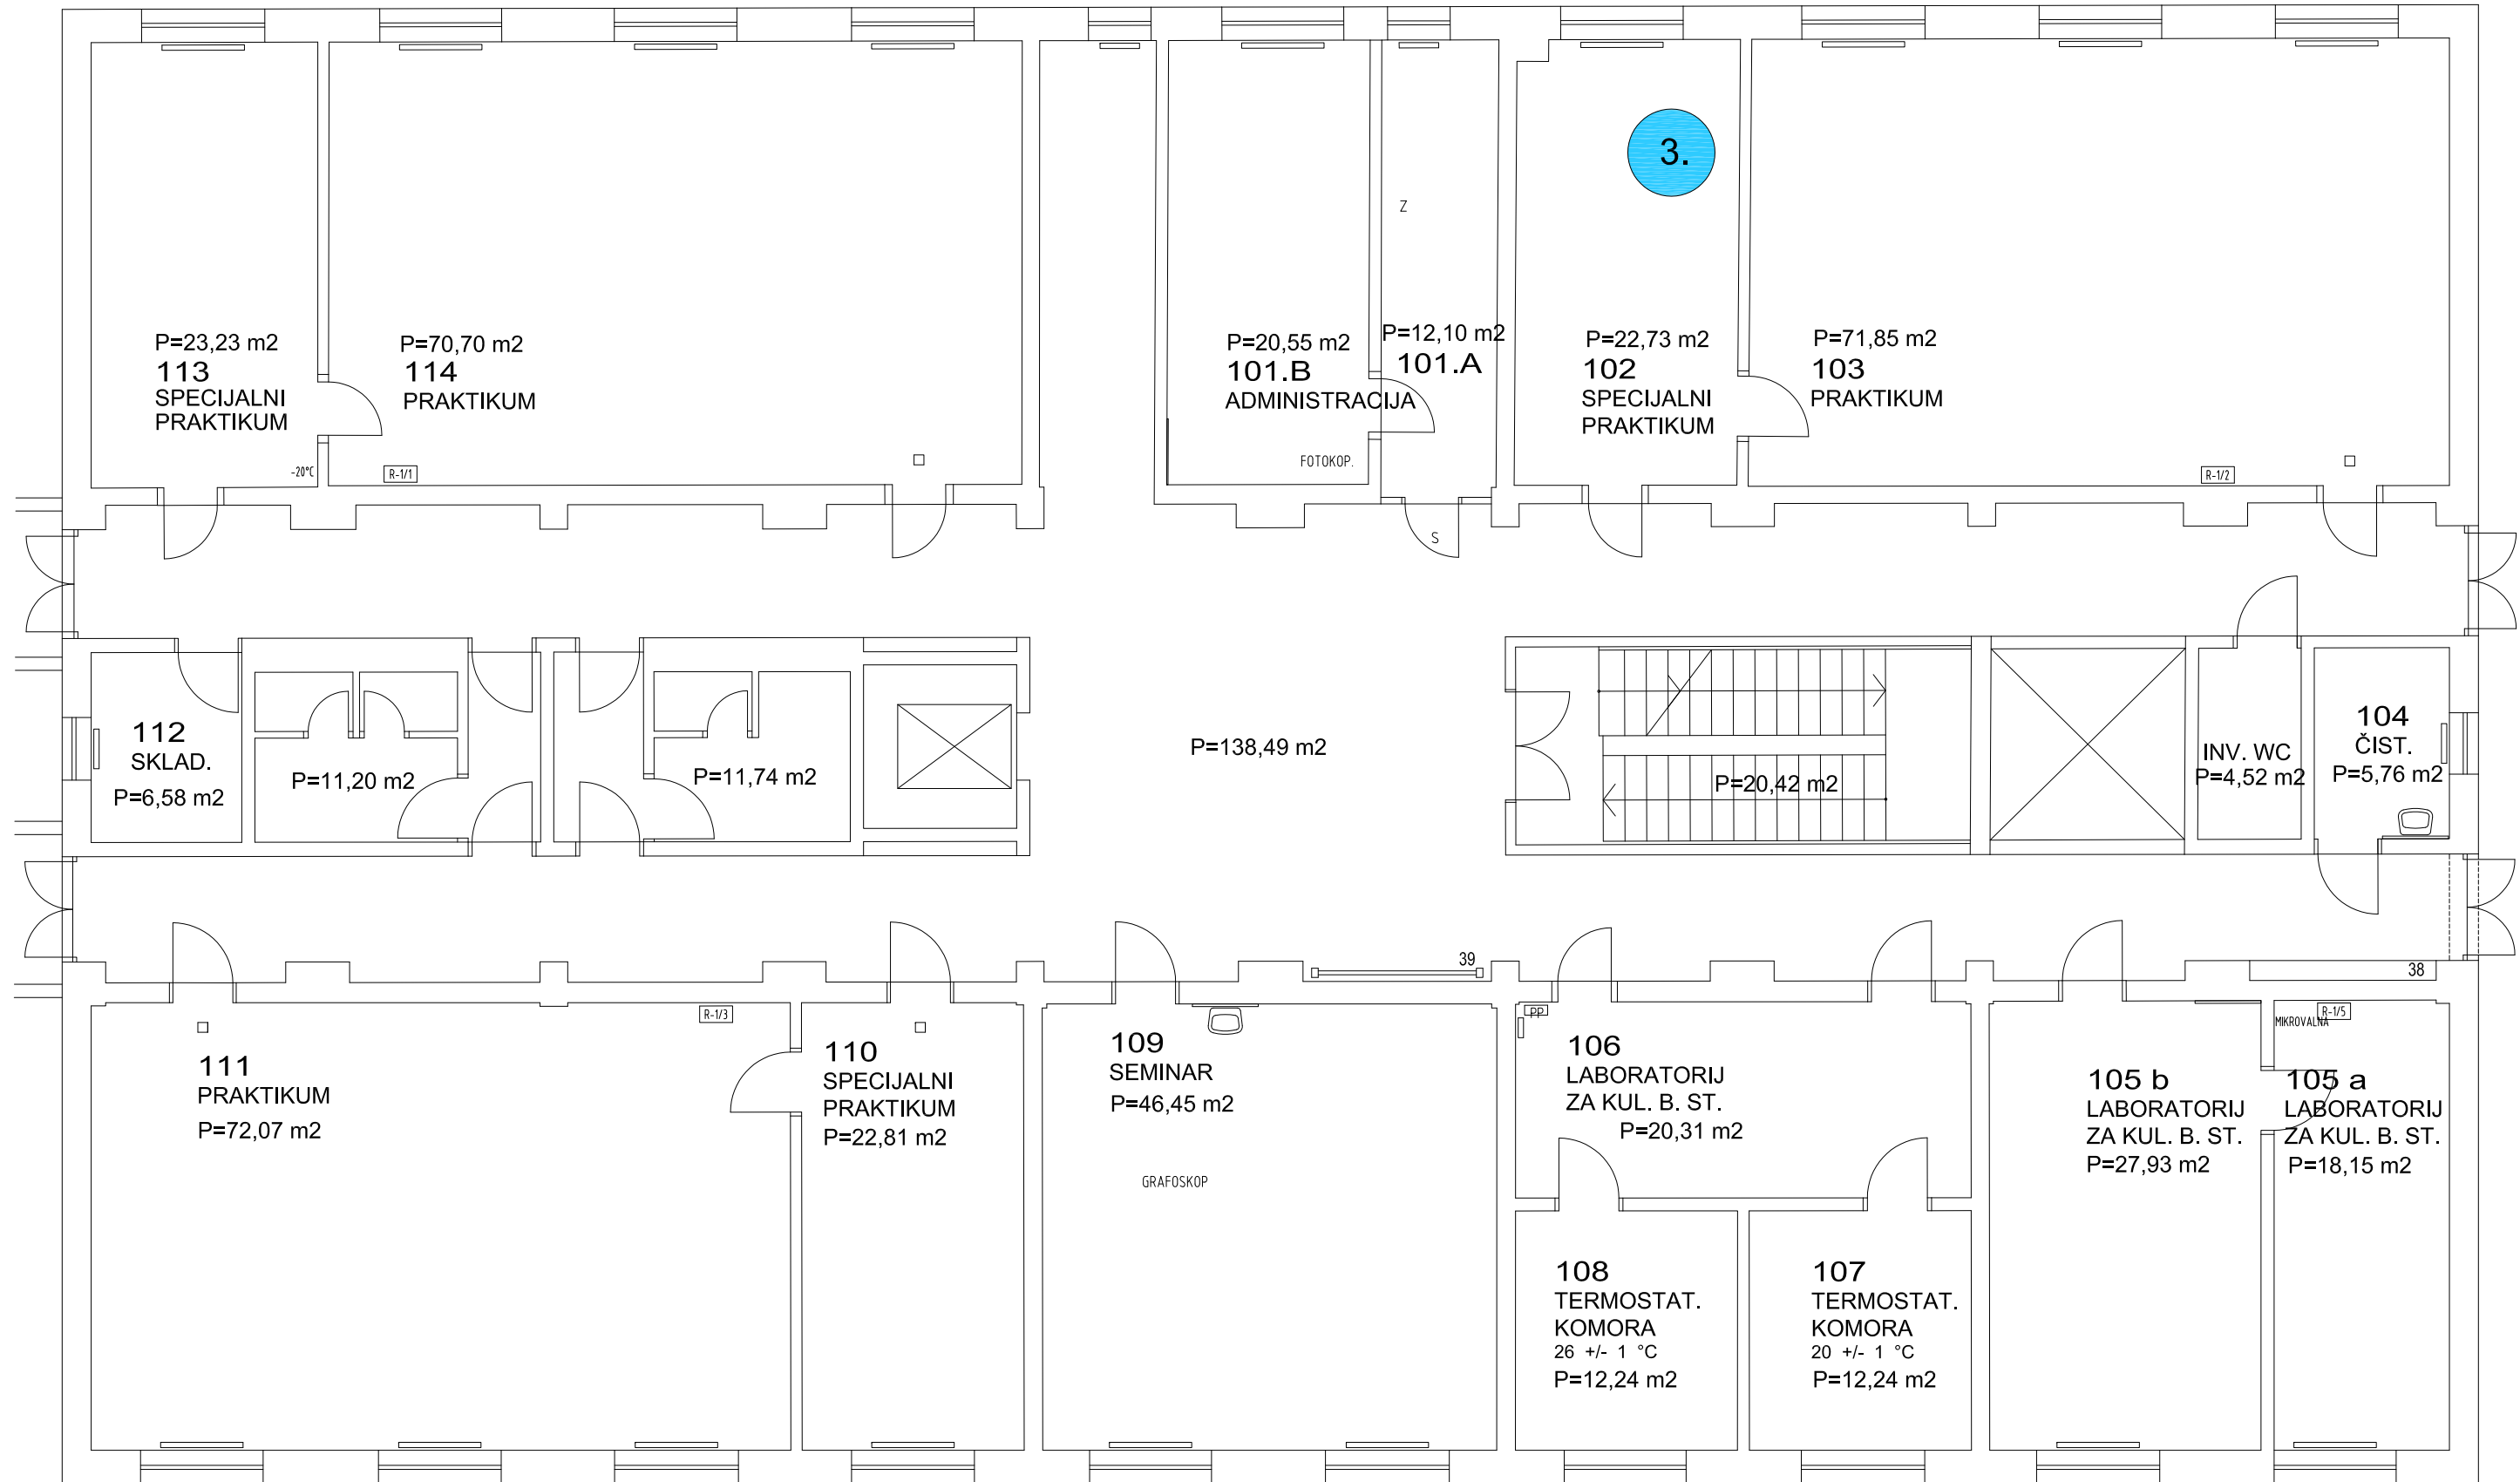 3.
Z
P=23,23 m2
113
SPECIJALNI
PRAKTIKUM
-20°C
P=70,70 m2
114
PRAKTIKUM
R-1/1
P=20,55 m2
101.B
ADMINISTRACIJA
FOTOKOP.
P=12,10 m2
101.A
S
P=22,73 m2
102
SPECIJALNI
PRAKTIKUM
P=71,85 m2
103
PRAKTIKUM
R-1/2
112
SKLAD.
P=6,58 m2
P=11,20 m2
P=11,74 m2
P=138,49 m2
P=20,42 m2
INV. WC
P=4,52 m2
104
ČIST.
P=5,76 m2
39
38
111
PRAKTIKUM
P=72,07 m2
R-1/3
110
SPECIJALNI
PRAKTIKUM
P=22,81 m2
109
SEMINAR
P=46,45 m2
GRAFOSKOP
PP
106
LABORATORIJ
ZA KUL. B. ST.
P=20,31 m2
108
TERMOSTAT.
KOMORA
26 +/- 1 °C
P=12,24 m2
107
TERMOSTAT.
KOMORA
20 +/- 1 °C
P=12,24 m2
105 b
LABORATORIJ
ZA KUL. B. ST.
P=27,93 m2
MIKROVALNA
R-1/5
105 a
LABORATORIJ
ZA KUL. B. ST.
P=18,15 m2